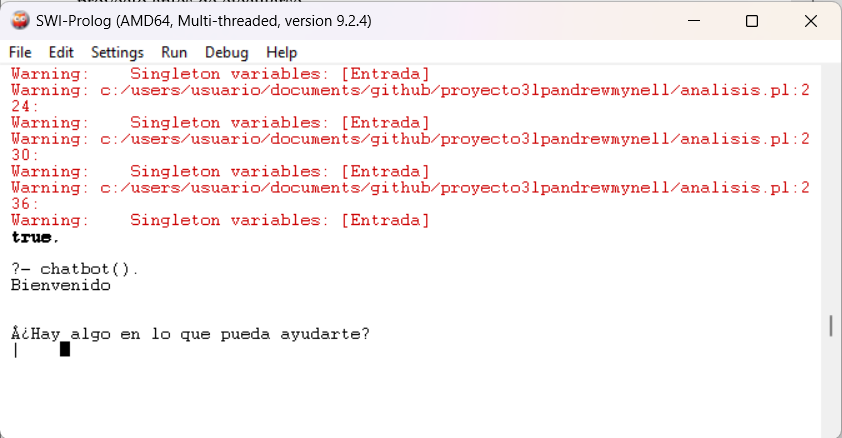 SWI-Prolog (AMD64, Multi-threaded, version 9.2.4)
File Edit Settings Run Debug Help
Warning:    Singleton variables: [Entrada]
Warning: c:/users/usuario/documents/github/proyecto3lpandrewmynell/analisis.pl:2
24:
Warning:    Singleton variables: [Entrada]
Warning: c:/users/usuario/documents/github/proyecto3lpandrewmynell/analisis.pl:2
30:
Warning:    Singleton variables: [Entrada]
Warning: c:/users/usuario/documents/github/proyecto3lpandrewmynell/analisis.pl:2
36:
Warning:    Singleton variables: [Entrada]
true.
?- chatbot().
Bienvenido
Â¿Hay algo en lo que pueda ayudarte?
|